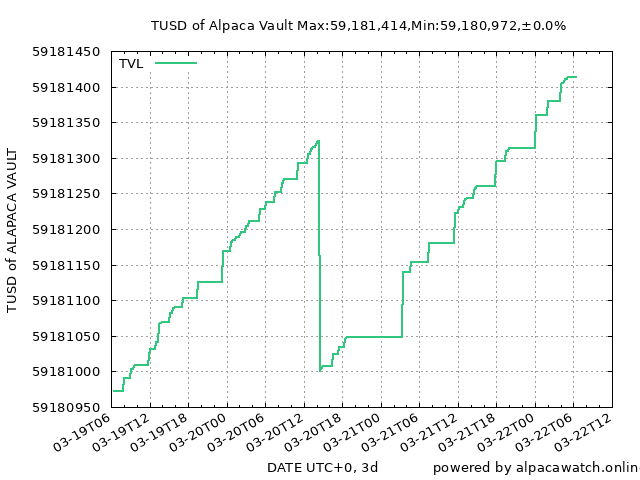 TUSD of Alpaca Vault Max:59,181,414,Min:59,180,972,±0.0%
TVL
TUSD of ALAPACA VAULT
59181450
59181400
59181350
59181300
59181250
59181200
59181150
59181100
59181050
59181000
59180950
03-19T06
03-19T12
03-19T18
03-20T00
03-20T06
03-20T12
03-20T18
03-21T00
03-21T06
03-21T12
03-21T18
03-22T00
03-22T06
03-22T12
DATE UTC+0, 3d
powered by alpacawatch.onlin